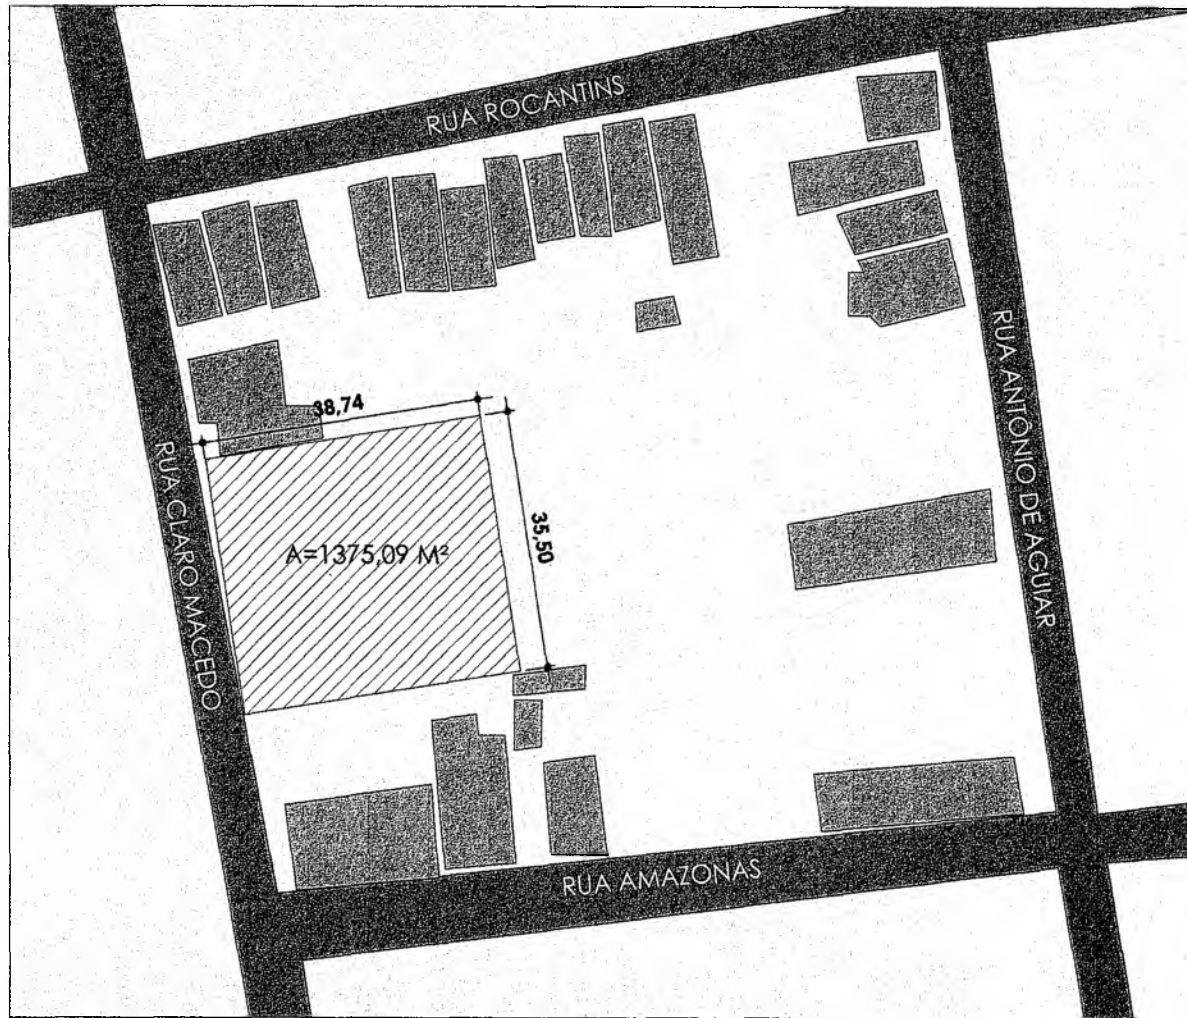 RUA ROCANTINS
RUA ANTÔNIO DE AGUIAR
38,74
RUA CLARO MACEDO
35,50
A=1375,09 M²
RUA AMAZONAS